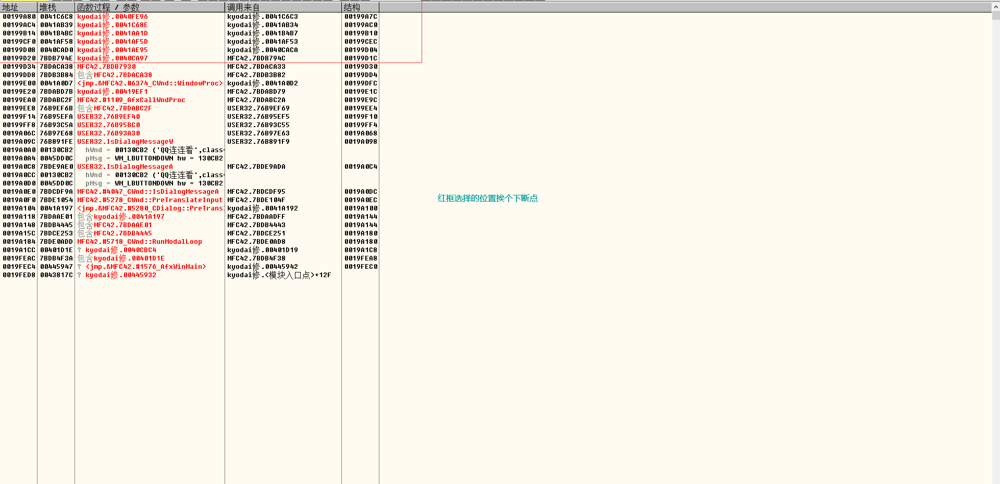 地址 堆栈 函数过程 / 参数 调用来自 结构
00199A80 0041C6C8 kyodai修.0040FE96 kyodai修.0041C6C3 00199A7C
00199AC4 0041AB39 kyodai修.0041C68E kyodai修.0041AB34 00199AC0
00199B14 0041B4BC kyodai修.0041AA1D kyodai修.0041B4B7 00199B10
00199CF0 0041AF58 kyodai修.0041AF5D kyodai修.0041AF53 00199CEC
00199D08 0040CAD0 kyodai修.0041AE95 kyodai修.0040CACA 00199D04
00199D20 7BDB794E kyodai修.0040CA97 MFC42.7BDB794C 00199D1C
00199D34 7BDACA38 MFC42.7BDB7930 MFC42.7BDACA33 00199D30
00199DD8 7BDB3B84 包含MFC42.7BDACA38 MFC42.7BDB3B82 00199DD4
00199E00 0041A0D7 <jmp.&MFC42.#6374_CWnd::WindowProc> kyodai修.0041A0D2 00199DFC
00199E20 7BDABD7B kyodai修.00419EF1 MFC42.7BDABD79 00199E1C
00199EA0 7BDABC2F MFC42.#1109_AfxCallWndProc MFC42.7BDABC2A 00199E9C
00199EE8 76B9EF6B 包含MFC42.7BDABC2F USER32.76B9EF69 00199EE4
00199F14 76B95EFA USER32.76B9EF40 USER32.76B95EF5 00199F10
00199FF8 76B93C5A USER32.76B95BC0 USER32.76B93C55 00199FF4
0019A06C 76B97E68 USER32.76B93A30 USER32.76B97E63 0019A068
0019A09C 76B891FE USER32.IsDialogMessageW USER32.76B891F9 0019A098
0019A0A0 00130CB2 hWnd = 00130CB2 ('QQ连连看',class=
0019A0A4 0045DD0C pMsg = WM_LBUTTONDOWN hw = 130CB2
0019A0C8 7BDE9AE0 USER32.IsDialogMessageA MFC42.7BDE9ADA 0019A0C4
0019A0CC 00130CB2 hWnd = 00130CB2 ('QQ连连看',class=
0019A0D0 0045DD0C pMsg = WM_LBUTTONDOWN hw = 130CB2
0019A0E0 7BDCDF9A MFC42.#4047_CWnd::IsDialogMessageA MFC42.7BDCDF95 0019A0DC
0019A0F0 7BDE1054 MFC42.#5278_CWnd::PreTranslateInput MFC42.7BDE104F 0019A0EC
0019A104 0041A197 <jmp.&MFC42.#5280_CDialog::PreTransl kyodai修.0041A192 0019A100
0019A118 7BDAAE01 包含kyodai修.0041A197 MFC42.7BDAADFF 0019A144
0019A148 7BDB4445 包含MFC42.7BDAAE01 MFC42.7BDB4443 0019A144
0019A15C 7BDCE253 包含MFC42.7BDB4445 MFC42.7BDCE251 0019A180
0019A184 7BDE0ADD MFC42.#5718_CWnd::RunModalLoop MFC42.7BDE0AD8 0019A180
0019A1CC 00401D1E ? kyodai修.0040CBC4 kyodai修.00401D19 0019A1C8
0019FEAC 7BDB4F3A 包含kyodai修.00401D1E MFC42.7BDB4F38 0019FEA8
0019FEC4 00445947 ? <jmp.&MFC42.#1576_AfxWinMain> kyodai修.00445942 0019FEC0
0019FED8 0043817C ? kyodai修.00445932 kyodai修.<模块入口点>+12F
红框选择的位置挨个下断点